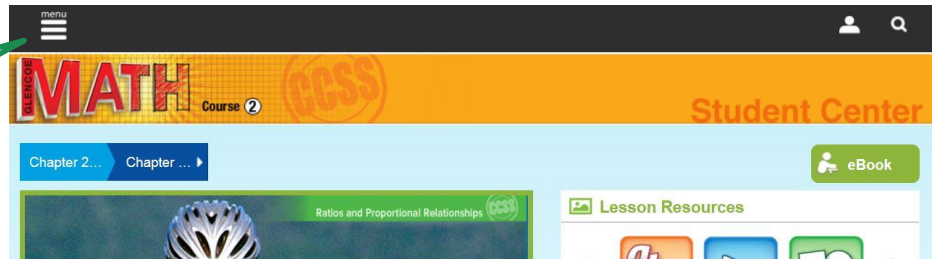 menu
GLENCOE
MATH
Course 2
CCSS
Student Center
Chapter 2...
Chapter ...
eBook
Ratios and Proportional Relationships
CCSS
Lesson Resources